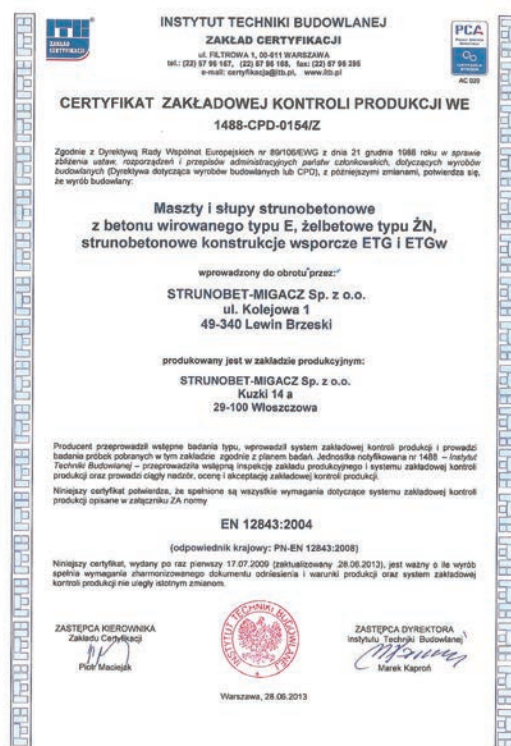 ITB
ZAKŁAD
CERTYFIKACJI
INSTYTUT TECHNIKI BUDOWLANEJ
ZAKŁAD CERTYFIKACJI
ul. FILTROWA 1, 00-611 WARSZAWA
tel.: (22) 57 96 167, (22) 57 96 168, fax: (22) 57 96 295
e-mail: certyfikacja@itb.pl, www.itb.pl
PCA
AC 020
CERTYFIKAT ZAKŁADOWEJ KONTROLI PRODUKCJI WE
1488-CPD-0154/Z
Zgodnie z Dyrektywą Rady Wspólnot Europejskich nr 89/106/EWG z dnia 21 grudnia 1988 roku w sprawie
zbliżenia ustaw, rozporządzeń i przepisów administracyjnych państw członkowskich, dotyczących wyrobów
budowlanych (Dyrektywa dotycząca wyrobów budowlanych lub CPD), z późniejszymi zmianami, potwierdza się,
że wyrób budowlany:
Maszty i słupy strunobetonowe
z betonu wirowanego typu E, żelbetowe typu ŻN,
strunobetonowe konstrukcje wsporcze ETG i ETGw
wprowadzony do obrotu przez:
STRUNOBET-MIGACZ Sp. z o.o.
ul. Kolejowa 1
49-340 Lewin Brzeski
produkowany jest w zakładzie produkcyjnym:
STRUNOBET-MIGACZ Sp. z o.o.
Kuzki 14 a
29-100 Włoszczowa
Producent przeprowadził wstępne badania typu, wprowadził system zakładowej kontroli produkcji i prowadzi
badania próbek pobranych w tym zakładzie zgodnie z planem badań. Jednostka notyfikowana nr 1488 – Instytut
Techniki Budowlanej – przeprowadziła wstępną inspekcję zakładu produkcyjnego i systemu zakładowej kontroli
produkcji oraz prowadzi ciągły nadzór, ocenę i akceptację zakładowej kontroli produkcji.
Niniejszy certyfikat potwierdza, że spełnione są wszystkie wymagania dotyczące systemu zakładowej kontroli
produkcji opisane w załączniku ZA normy
EN 12843:2004
(odpowiednik krajowy: PN-EN 12843:2008)
Niniejszy certyfikat, wydany po raz pierwszy 17.07.2009 (zaktualizowany 28.06.2013), jest ważny o ile wyrób
spełnia wymagania zharmonizowanego dokumentu odniesienia i warunki produkcji oraz system zakładowej
kontroli produkcji nie uległy istotnym zmianom.
ZASTĘPCA KIEROWNIKA
Zakładu Certyfikacji
Piotr Maciejak
INSTYTUT TECHNIKI BUDOWLANEJ
ZASTĘPCA DYREKTORA
Instytutu Techniki Budowlanej
Marek Kaproń
Warszawa, 28.06.2013